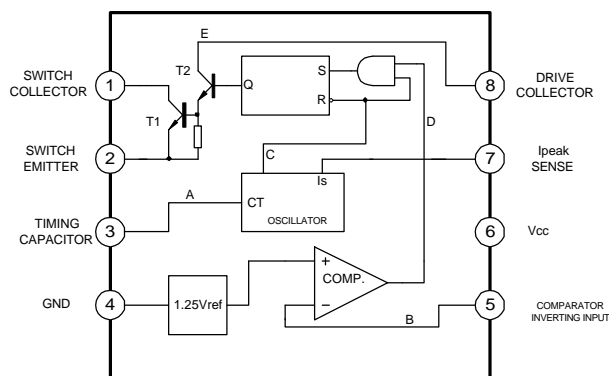 E
SWITCH
COLLECTOR
1
T2
Q
S
R
8
DRIVE
COLLECTOR
T1
D
SWITCH
EMITTER
2
C
Is
7
Ipeak
SENSE
A
CT
OSCILLATOR
TIMING
CAPACITOR
3
6
Vcc
+
COMP.
−
GND
4
1.25Vref
B
5
COMPARATOR
INVERTING INPUT